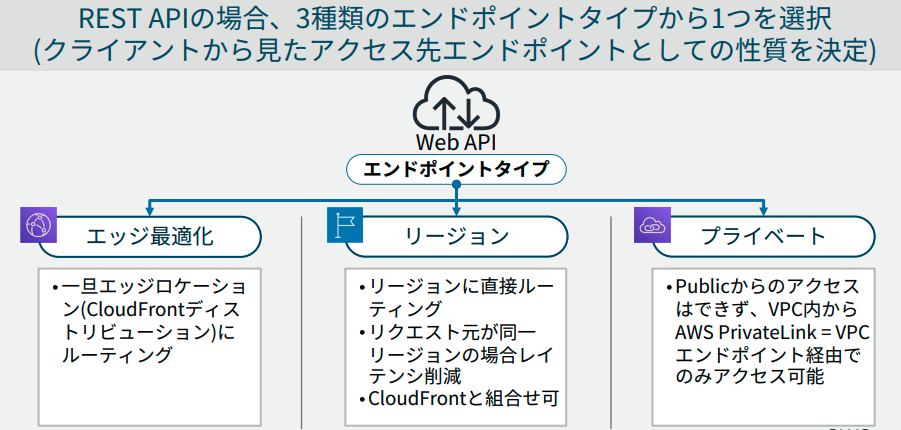 REST APIの場合、3種類のエンドポイントタイプから1つを選択
(クライアントから見たアクセス先エンドポイントとしての性質を決定)
Web API
エンドポイントタイプ
エッジ最適化
•一旦エッジロケーショ
ン(CloudFrontディス
トリビューション)に
ルーティング
リージョン
•リージョンに直接ルー
ティング
•リクエスト元が同一
リージョンの場合レイ
テンシ削減
•CloudFrontと組合せ可
プライベート
•Publicからのアクセス
はできず、VPC内から
AWS PrivateLink = VPC
エンドポイント経由で
のみアクセス可能